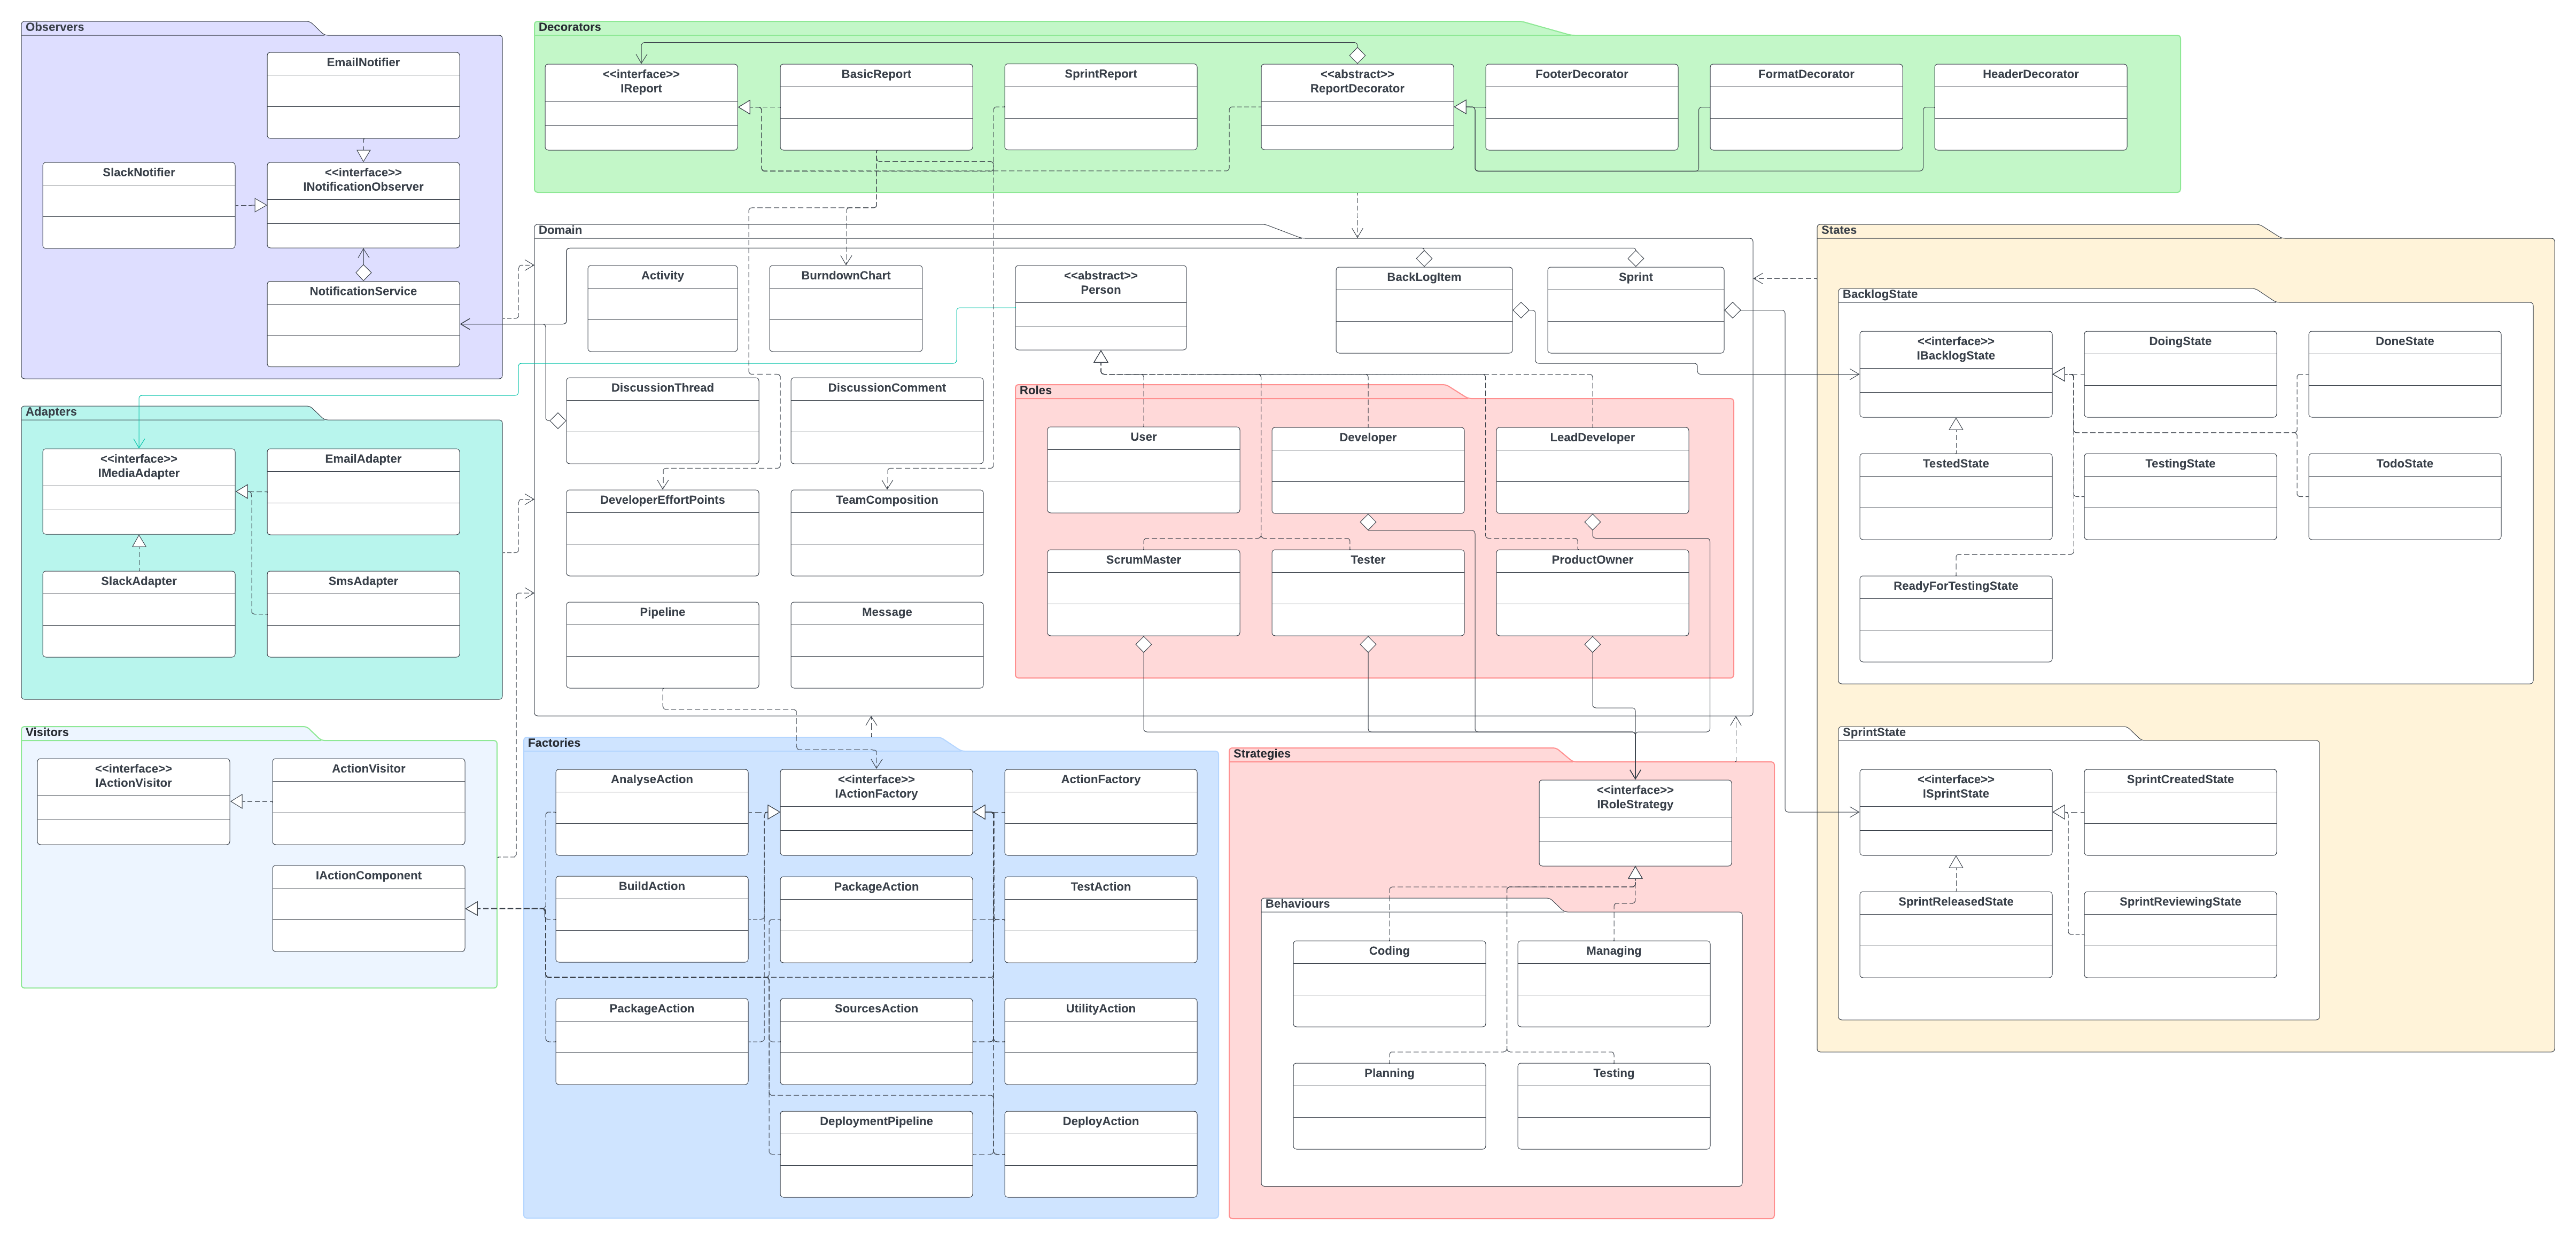 Observers
EmailNotifier
SlackNotifier
<<interface>>
INotificationObserver
NotificationService
Decorators
<<interface>>
IReport
BasicReport
SprintReport
<<abstract>>
ReportDecorator
FooterDecorator
FormatDecorator
HeaderDecorator
Domain
Activity
BurndownChart
<<abstract>>
Person
BackLogItem
Sprint
DiscussionThread
DiscussionComment
DeveloperEffortPoints
TeamComposition
Pipeline
Message
Roles
User
Developer
LeadDeveloper
ScrumMaster
Tester
ProductOwner
States
BacklogState
<<interface>>
IBacklogState
DoingState
DoneState
TestedState
TestingState
TodoState
ReadyForTestingState
SprintState
<<interface>>
ISprintState
SprintCreatedState
SprintReleasedState
SprintReviewingState
Adapters
<<interface>>
IMediaAdapter
EmailAdapter
SlackAdapter
SmsAdapter
Visitors
<<interface>>
IActionVisitor
ActionVisitor
IActionComponent
Factories
AnalyseAction
<<interface>>
IActionFactory
ActionFactory
BuildAction
PackageAction
TestAction
PackageAction
SourcesAction
UtilityAction
DeploymentPipeline
DeployAction
Strategies
<<interface>>
IRoleStrategy
Behaviours
Coding
Managing
Planning
Testing